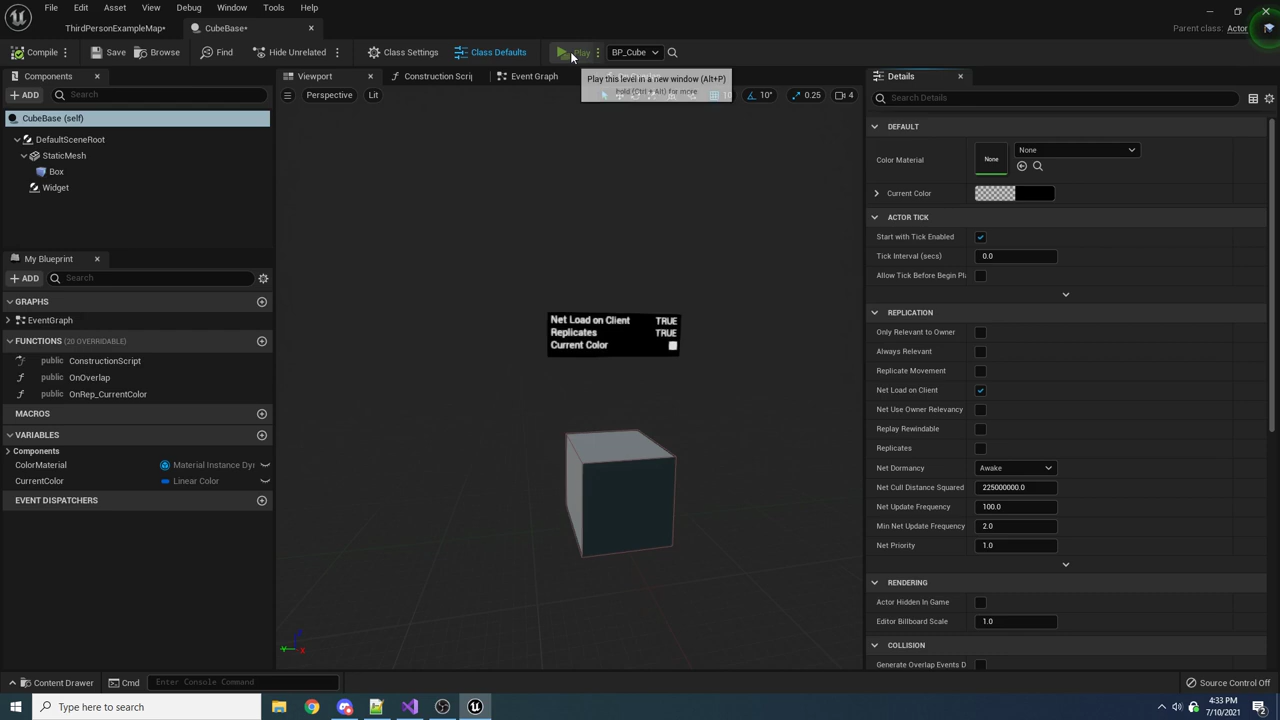 File Edit Asset View Debug Window Tools Help
ThirdPersonExampleMap*
CubeBase*
Parent class: Actor
Compile
Save
Browse
Find
Hide Unrelated
Class Settings
Class Defaults
Play
BP_Cube
Components
Viewport
Construction Scrip
Event Graph
Details
Play this level in a new window (Alt+P)
hold (Ctrl + Alt) for more
ADD
Search
Perspective
Lit
10
10°
0.25
4
Search Details
CubeBase (self)
DefaultSceneRoot
StaticMesh
Box
Widget
My Blueprint
ADD
Search
GRAPHS
EventGraph
FUNCTIONS (20 OVERRIDABLE)
public ConstructionScript
public OnOverlap
public OnRep_CurrentColor
MACROS
VARIABLES
Components
ColorMaterial Material Instance Dyr
CurrentColor Linear Color
EVENT DISPATCHERS
Net Load on Client TRUE
Replicates TRUE
Current Color
Z
Y
X
DEFAULT
Color Material
None
None
Current Color
ACTOR TICK
Start with Tick Enabled
Tick Interval (secs) 0.0
Allow Tick Before Begin Pl
REPLICATION
Only Relevant to Owner
Always Relevant
Replicate Movement
Net Load on Client
Net Use Owner Relevancy
Replay Rewindable
Replicates
Net Dormancy Awake
Net Cull Distance Squared 225000000.0
Net Update Frequency 100.0
Min Net Update Frequency 2.0
Net Priority 1.0
RENDERING
Actor Hidden In Game
Editor Billboard Scale 1.0
COLLISION
Generate Overlap Events D
Content Drawer
Cmd
Enter Console Command
Source Control Off
Type here to search
4:33 PM
7/10/2021
2